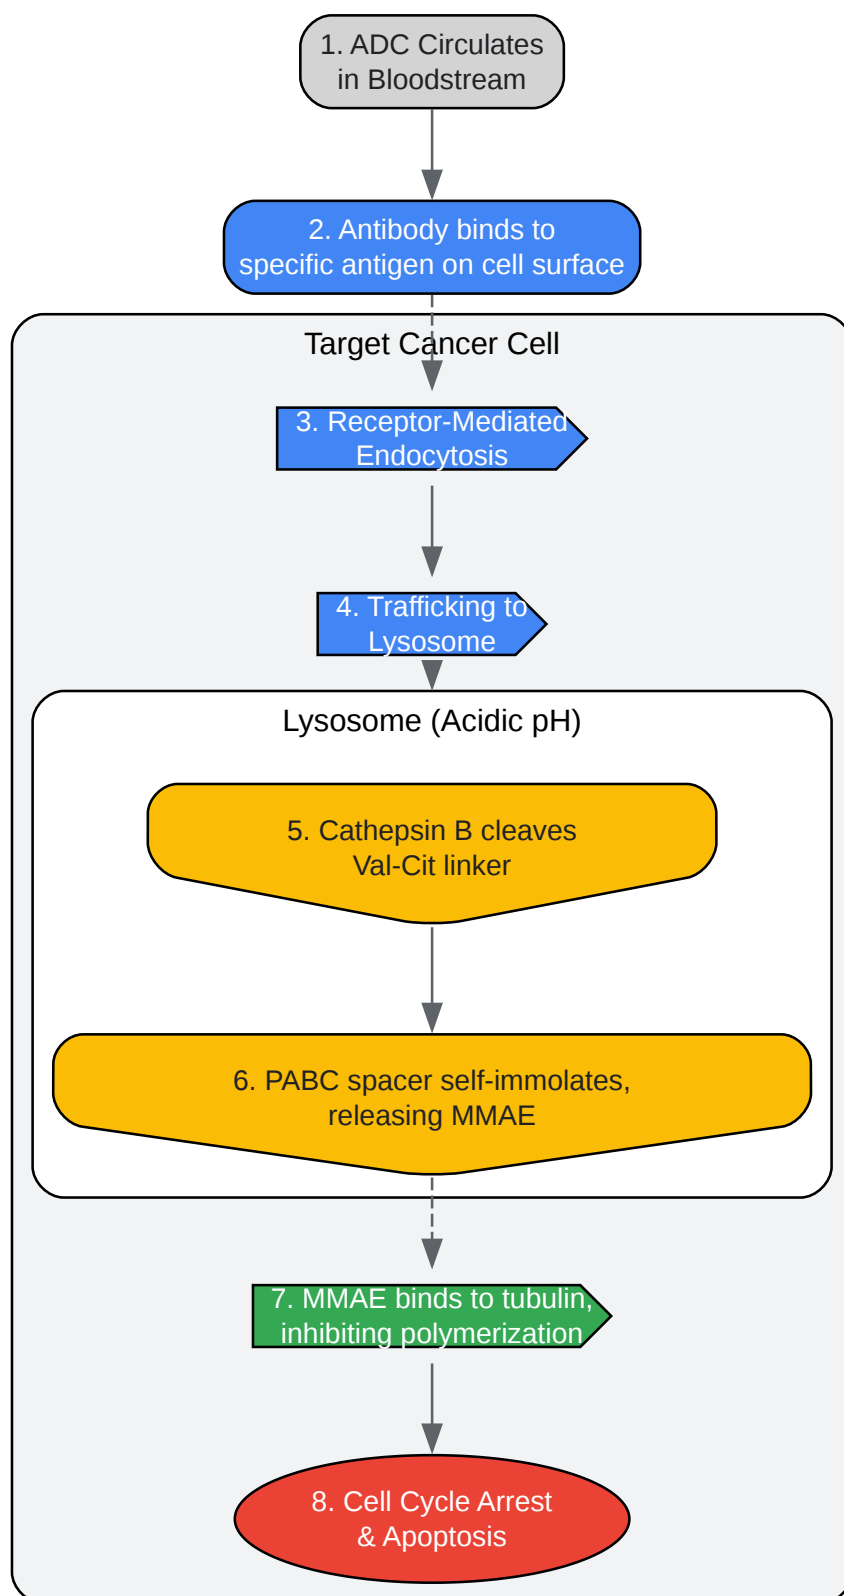 1. ADC Circulates
in Bloodstream
2. Antibody binds to
specific antigen on cell surface
Target Cancer Cell
3. Receptor-Mediated
Endocytosis
4. Trafficking to
Lysosome
Lysosome (Acidic pH)
5. Cathepsin B cleaves
Val-Cit linker
6. PABC spacer self-immolates,
releasing MMAE
7. MMAE binds to tubulin,
inhibiting polymerization
8. Cell Cycle Arrest
& Apoptosis